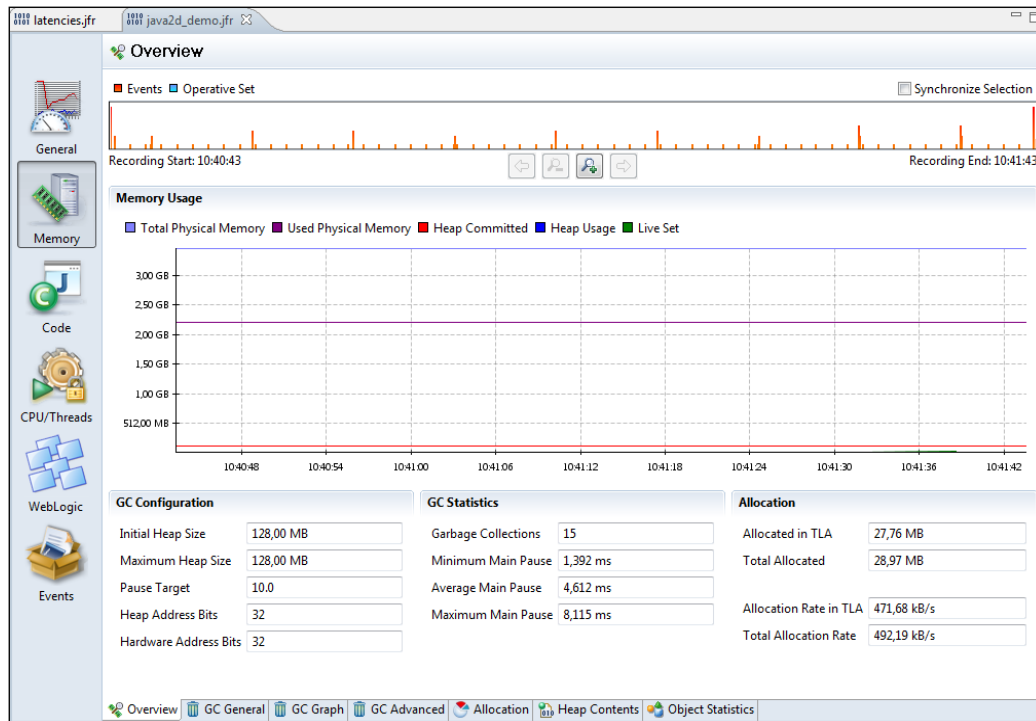 latencies.jfr java2d_demo.jfr
Overview
Events Operative Set Synchronize Selection
Recording Start: 10:40:43 Recording End: 10:41:43
General
Memory
Code
CPU/Threads
WebLogic
Events
Memory Usage
Total Physical Memory Used Physical Memory Heap Committed Heap Usage Live Set
3,00 GB
2,50 GB
2,00 GB
1,50 GB
1,00 GB
512,00 MB
10:40:48 10:40:54 10:41:00 10:41:06 10:41:12 10:41:18 10:41:24 10:41:30 10:41:36 10:41:42
GC Configuration
Initial Heap Size 128,00 MB
Maximum Heap Size 128,00 MB
Pause Target 10.0
Heap Address Bits 32
Hardware Address Bits 32
GC Statistics
Garbage Collections 15
Minimum Main Pause 1,392 ms
Average Main Pause 4,612 ms
Maximum Main Pause 8,115 ms
Allocation
Allocated in TLA 27,76 MB
Total Allocated 28,97 MB
Allocation Rate in TLA 471,68 kB/s
Total Allocation Rate 492,19 kB/s
Overview GC General GC Graph GC Advanced Allocation Heap Contents Object Statistics